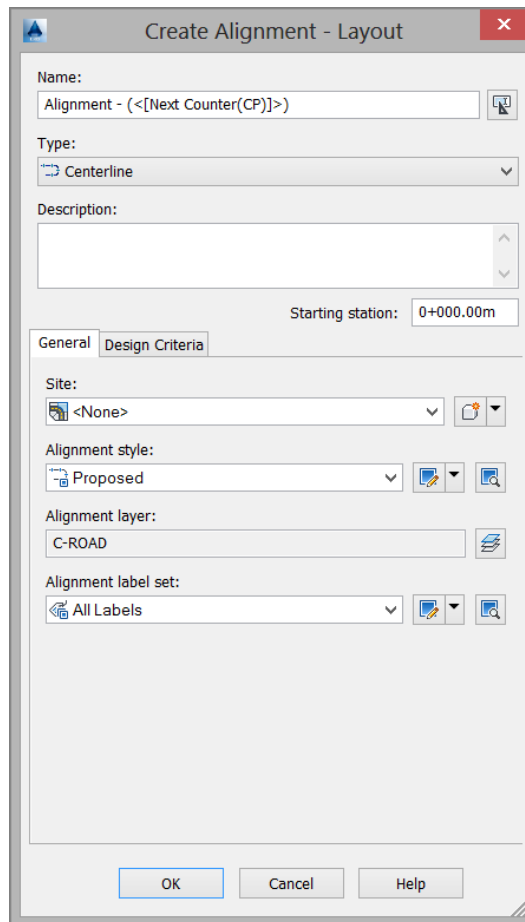 Create Alignment - Layout
Name:
Alignment - (<[Next Counter(CP)]>)
Type:
Centerline
Description:
Starting station: 0+000.00m
General Design Criteria
Site:
<None>
Alignment style:
Proposed
Alignment layer:
C-ROAD
Alignment label set:
All Labels
OK Cancel Help